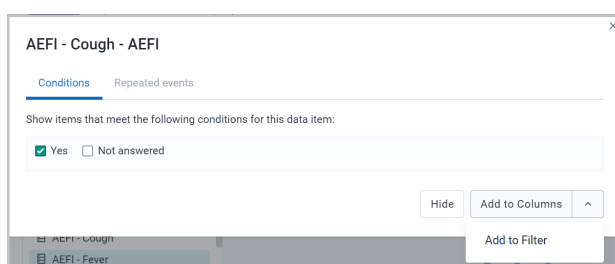 AEFI - Cough - AEFI
Conditions Repeated events
Show items that meet the following conditions for this data item:
Yes Not answered
Hide Add to Columns
Add to Filter
AEFI - Cough
AEFI - Fever